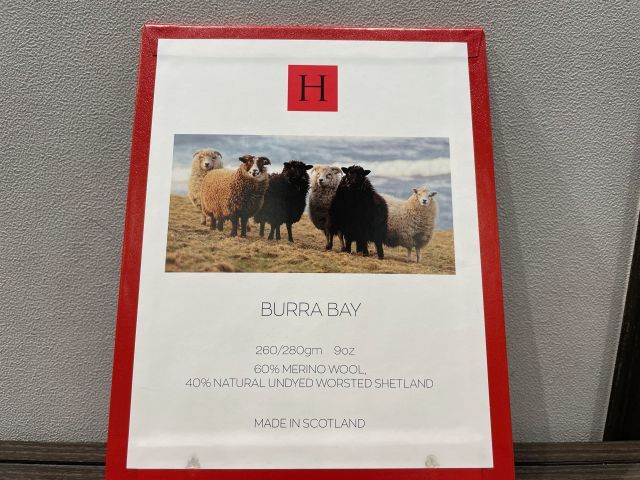 H
BURRA BAY
260/280gm 9oz
60% MERINO WOOL,
40% NATURAL UNDYED WORSTED SHETLAND
MADE IN SCOTLAND